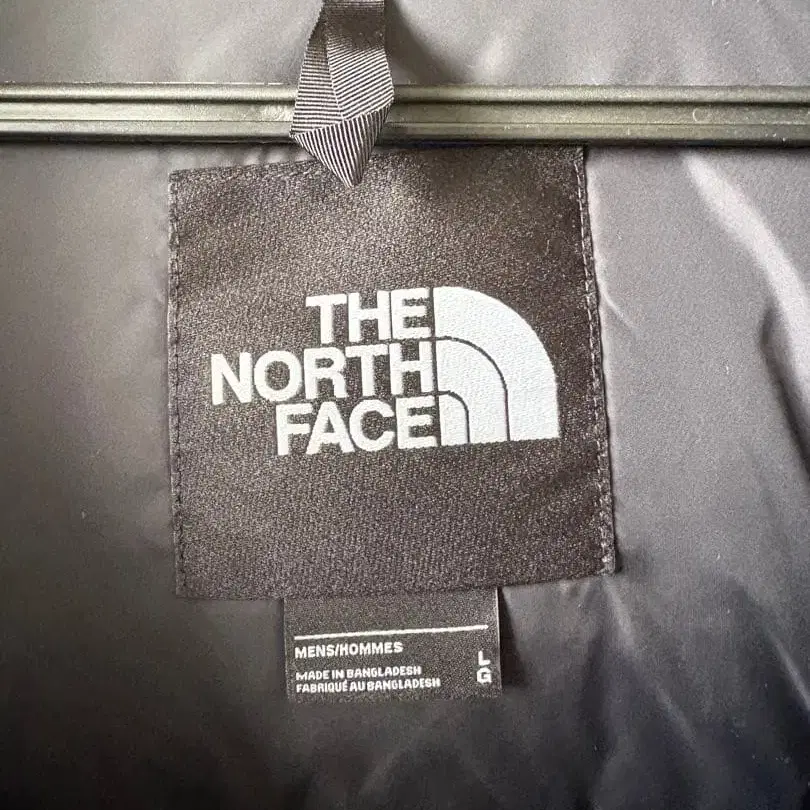 THE
NORTH
FACE
MENS/HOMMES
MADE IN BANGLADESH
FABRIQUÉ AU BANGLADESH
L
G